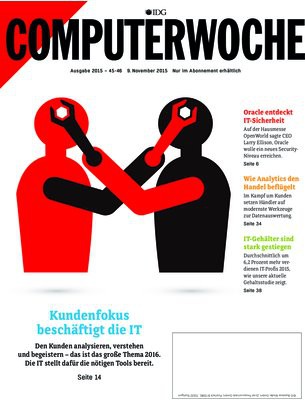 IDG
COMPUTERWOCHE
Ausgabe 2015 – 45-46 9. November 2015 Nur im Abonnement erhältlich
Oracle entdeckt
IT-Sicherheit
Auf der Hausmesse
OpenWorld sagte CEO
Larry Ellison, Oracle
wolle ein neues Security-
Niveau erreichen.
Seite 6
Wie Analytics den
Handel beflügelt
Im Kampf um Kunden
setzen Händler auf
modernste Werkzeuge
zur Datenauswertung.
Seite 34
IT-Gehälter sind
stark gestiegen
Durchschnittlich um
6,2 Prozent mehr ver-
dienen IT-Profis 2015,
wie unsere aktuelle
Gehaltsstudie zeigt.
Seite 38
Kundenfokus
beschäftigt die IT
Den Kunden analysieren, verstehen
und begeistern – das ist das große Thema 2016.
Die IT stellt dafür die nötigen Tools bereit.
Seite 14